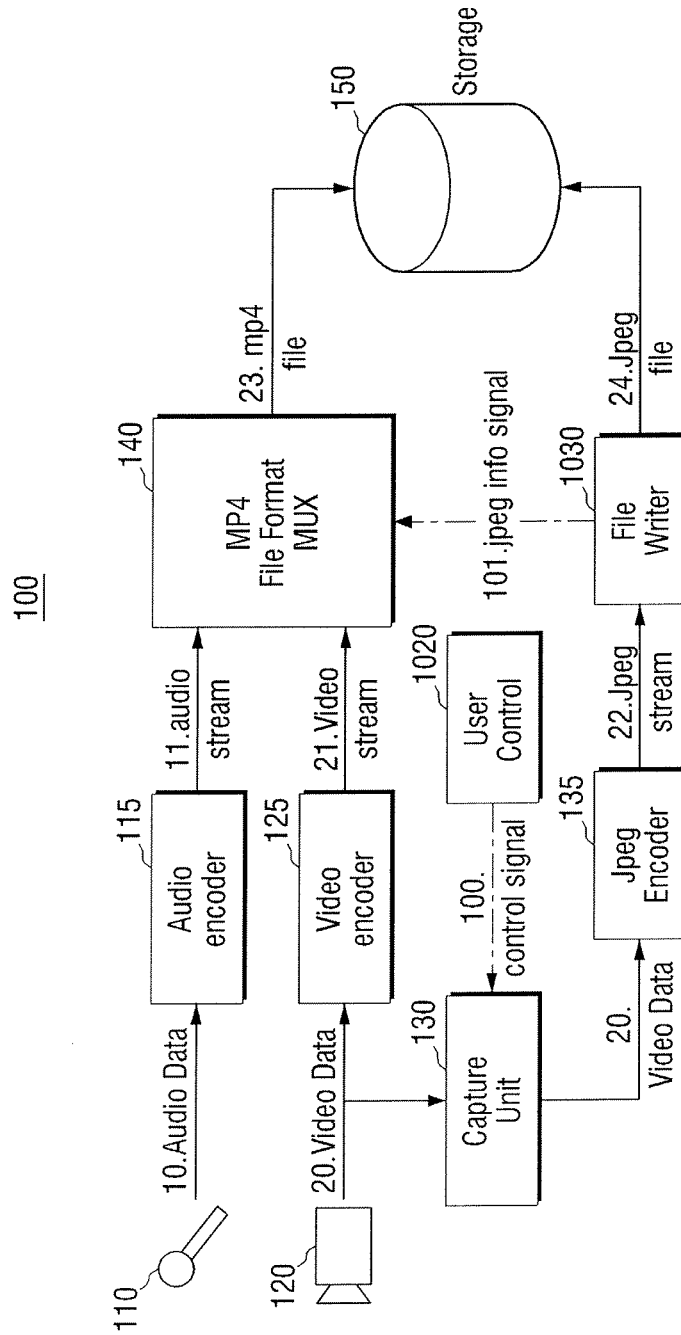 100
110
10.Audio Data
115
Audio
encoder
11.audio
stream
140
MP4
File Format
MUX
23. mp4
file
150
Storage
120
20.Video Data
125
Video
encoder
21.Video
stream
130
Capture
Unit
100.
control signal
1020
User
Control
101.jpeg info signal
20.
Video Data
135
Jpeg
Encoder
22.Jpeg
stream
1030
File
Writer
24.Jpeg
file